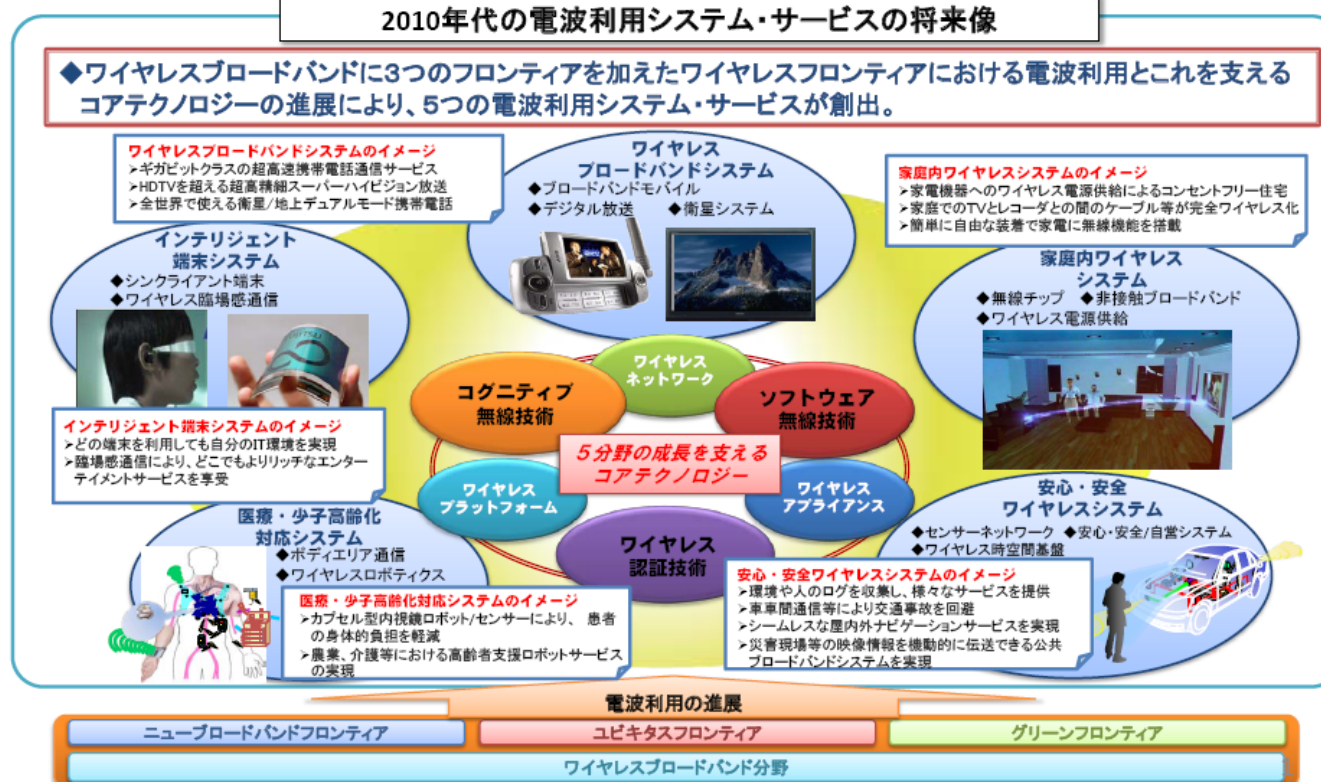 2010年代の電波利用システム・サービスの将来像
◆ワイヤレスブロードバンドに３つのフロンティアを加えたワイヤレスフロンティアにおける電波利用とこれを支える
コアテクノロジーの進展により、５つの電波利用システム・サービスが創出。
ワイヤレスブロードバンドシステムのイメージ
➢ギガビットクラスの超高速携帯電話通信サービス
➢HDTVを超える超高精細スーパーハイビジョン放送
➢全世界で使える衛星/地上デュアルモード携帯電話
ワイヤレス
ブロードバンドシステム
◆ブロードバンドモバイル
◆デジタル放送 ◆衛星システム
家庭内ワイヤレスシステムのイメージ
➢家電機器へのワイヤレス電源供給によるコンセントフリー住宅
➢家庭でのTVとレコーダとの間のケーブル等が完全ワイヤレス化
➢簡単に自由な装着で家電に無線機能を搭載
インテリジェント
端末システム
◆シンクライアント端末
◆ワイヤレス臨場感通信
家庭内ワイヤレス
システム
◆無線チップ ◆非接触ブロードバンド
◆ワイヤレス電源供給
ワイヤレス
ネットワーク
コグニティブ
無線技術
ソフトウェア
無線技術
５分野の成長を支える
コアテクノロジー
ワイヤレス
プラットフォーム
ワイヤレス
アプライアンス
ワイヤレス
認証技術
インテリジェント端末システムのイメージ
➢どの端末を利用しても自分のIT環境を実現
➢臨場感通信により、どこでもよりリッチなエンター
テイメントサービスを享受
医療・少子高齢化
対応システム
◆ボディエリア通信
◆ワイヤレスロボティクス
医療・少子高齢化対応システムのイメージ
➢カプセル型内視鏡ロボット/センサーにより、 患者
の身体的負担を軽減
➢農業、介護等における高齢者支援ロボットサービス
の実現
安心・安全
ワイヤレスシステム
◆センサーネットワーク ◆安心・安全/自営システム
◆ワイヤレス時空間基盤
安心・安全ワイヤレスシステムのイメージ
➢環境や人のログを収集し、様々なサービスを提供
➢車車間通信等により交通事故を回避
➢シームレスな屋内外ナビゲーションサービスを実現
➢災害現場等の映像情報を機動的に伝送できる公共
ブロードバンドシステムを実現
電波利用の進展
ニューブロードバンドフロンティア
ユビキタスフロンティア
グリーンフロンティア
ワイヤレスブロードバンド分野